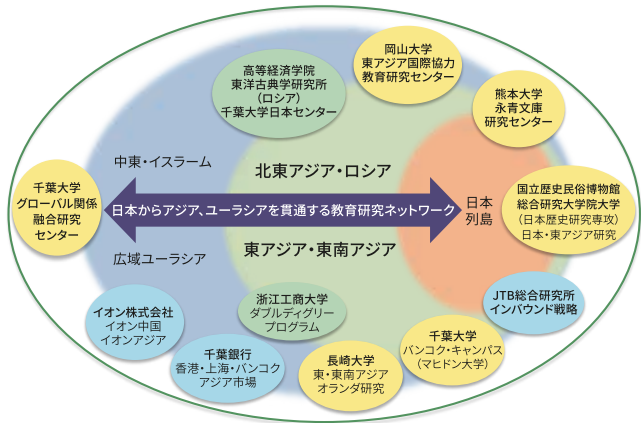 岡山大学
東アジア国際協力
教育研究センター
高等経済学院
東洋古典学研究所
（ロシア）
千葉大学日本センター
熊本大学
永青文庫
研究センター
中東・イスラーム
北東アジア・ロシア
千葉大学
グローバル関係
融合研究
センター
日本からアジア、ユーラシアを貫通する教育研究ネットワーク
日本
列島
国立歴史民俗博物館
総合研究大学院大学
（日本歴史研究専攻）
日本・東アジア研究
広域ユーラシア
東アジア・東南アジア
イオン株式会社
イオン中国
イオンアジア
浙江工商大学
ダブルディグリー
プログラム
JTB総合研究所
インバウンド戦略
千葉銀行
香港・上海・バンコク
アジア市場
長崎大学
東・東南アジア
オランダ研究
千葉大学
バンコク・キャンパス
（マヒドン大学）